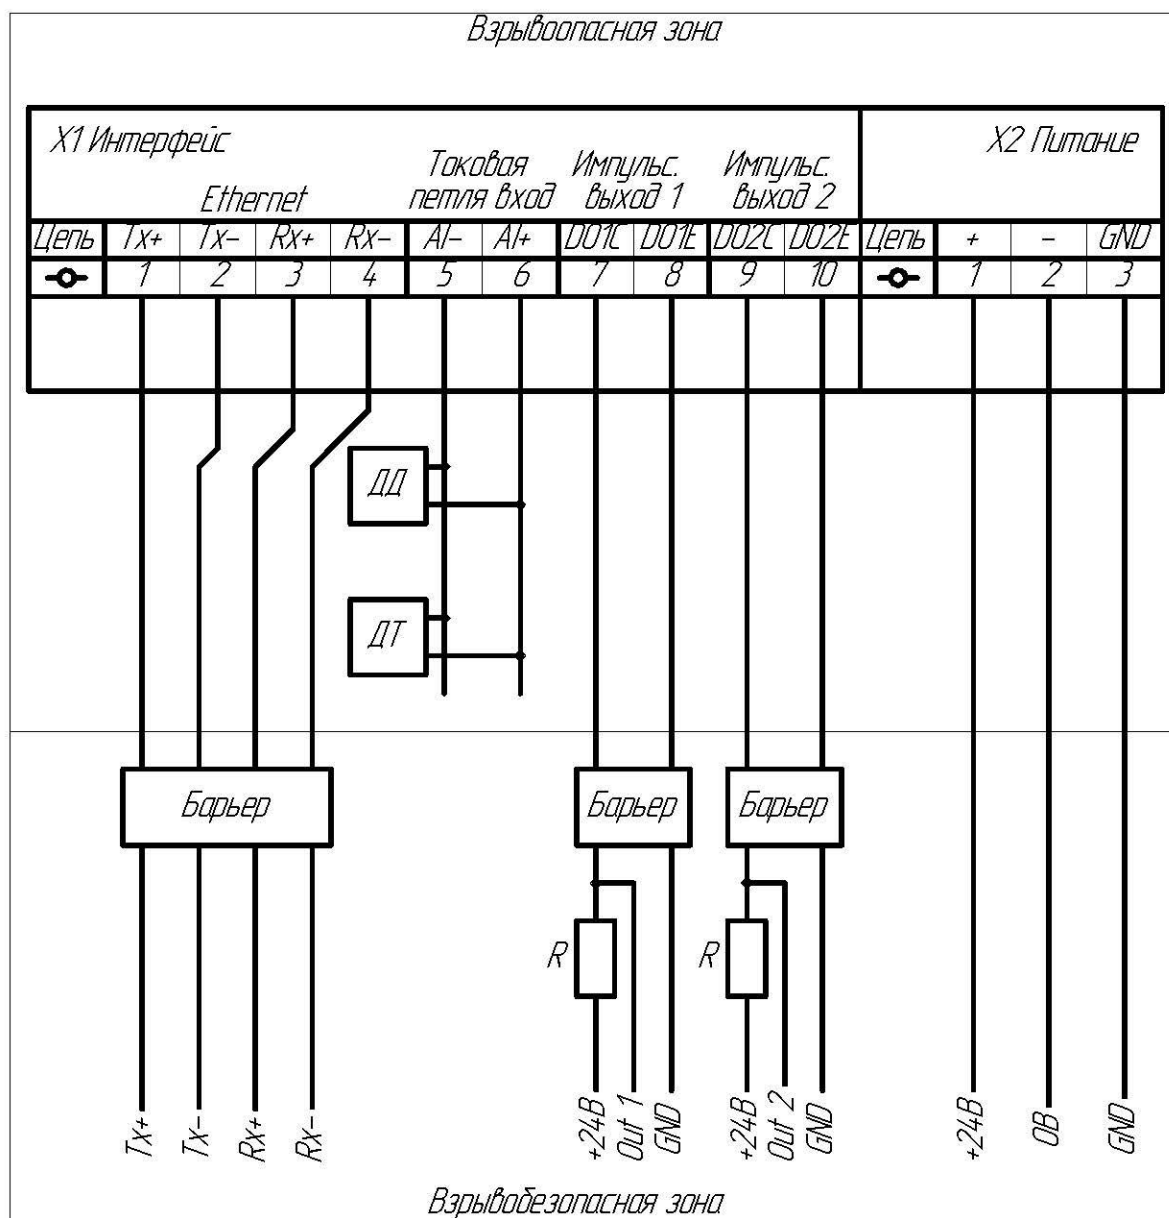 Взрывоопасная зона
X1 Интерфейс
X2 Питание
Ethernet
Токовая
петля вход
Импульс.
выход 1
Импульс.
выход 2
Цепь Tx+ Tx- Rx+ Rx- AI- AI+ DO1C DO1E DO2C DO2E Цепь + - GND
1 2 3 4 5 6 7 8 9 10 1 2 3
ДД
ДТ
Барьер Барьер Барьер
R R
Tx+ Tx- Rx+ Rx- +24В Out 1 GND +24В Out 2 GND +24В 0В GND
Взрывобезопасная зона